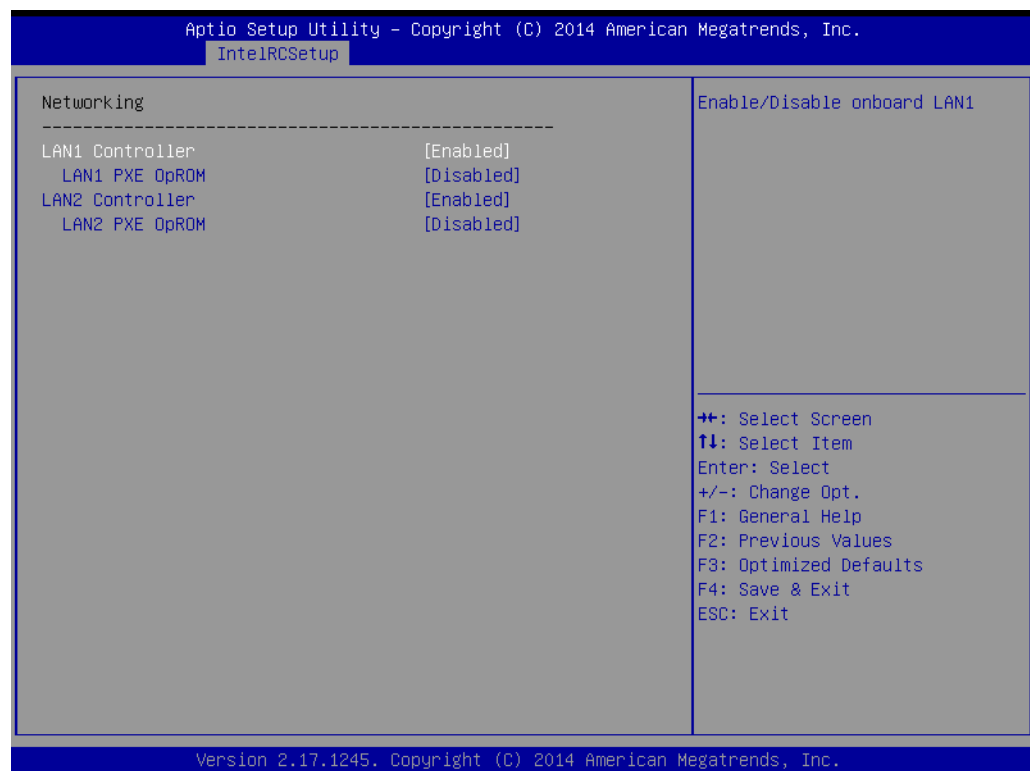 Aptio Setup Utility – Copyright (C) 2014 American Megatrends, Inc.
IntelRCSetup
Networking
--------------------------------------------------
LAN1 Controller [Enabled]
LAN1 PXE OpROM [Disabled]
LAN2 Controller [Enabled]
LAN2 PXE OpROM [Disabled]
Enable/Disable onboard LAN1
→←: Select Screen
↑↓: Select Item
Enter: Select
+/-: Change Opt.
F1: General Help
F2: Previous Values
F3: Optimized Defaults
F4: Save & Exit
ESC: Exit
Version 2.17.1245. Copyright (C) 2014 American Megatrends, Inc.